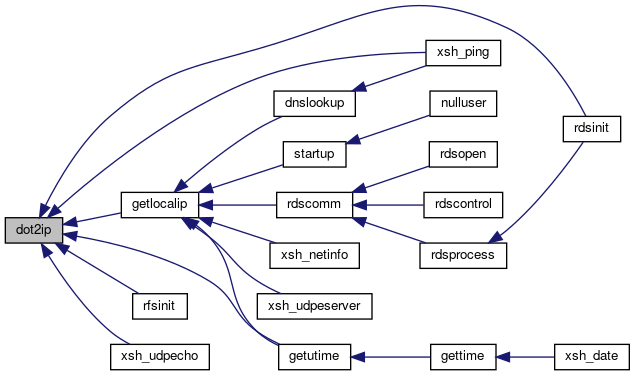 xsh_ping
dnslookup
nulluser
rdsinit
startup
rdsopen
getlocalip
rdscomm
rdscontrol
dot2ip
xsh_netinfo
rdsprocess
rfsinit
xsh_udpeserver
xsh_udpecho
getutime
gettime
xsh_date